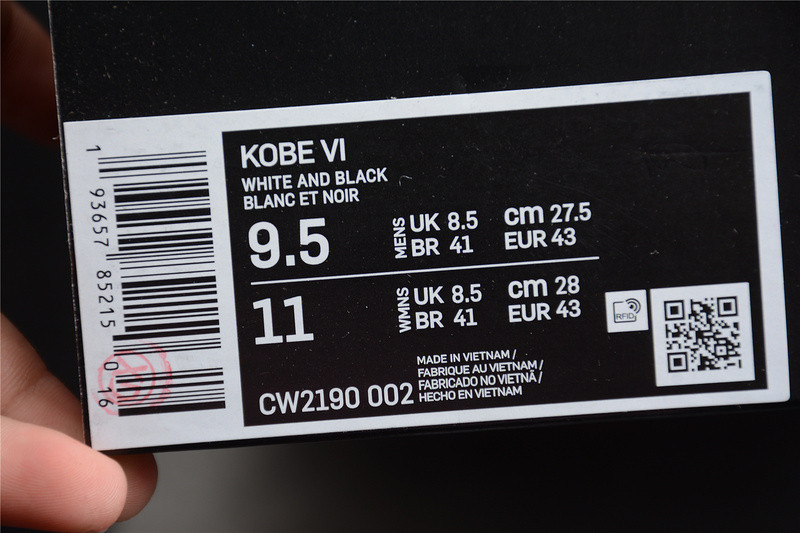 1 93657 85215 0 16
KOBE VI
WHITE AND BLACK
BLANC ET NOIR
9.5
MENS
UK 8.5 cm 27.5
BR 41 EUR 43
11
WMNS
UK 8.5 cm 28
BR 41 EUR 43
RFID
MADE IN VIETNAM /
FABRIQUE AU VIETNAM /
FABRICADO NO VIETNÃ /
HECHO EN VIETNAM
CW2190 002